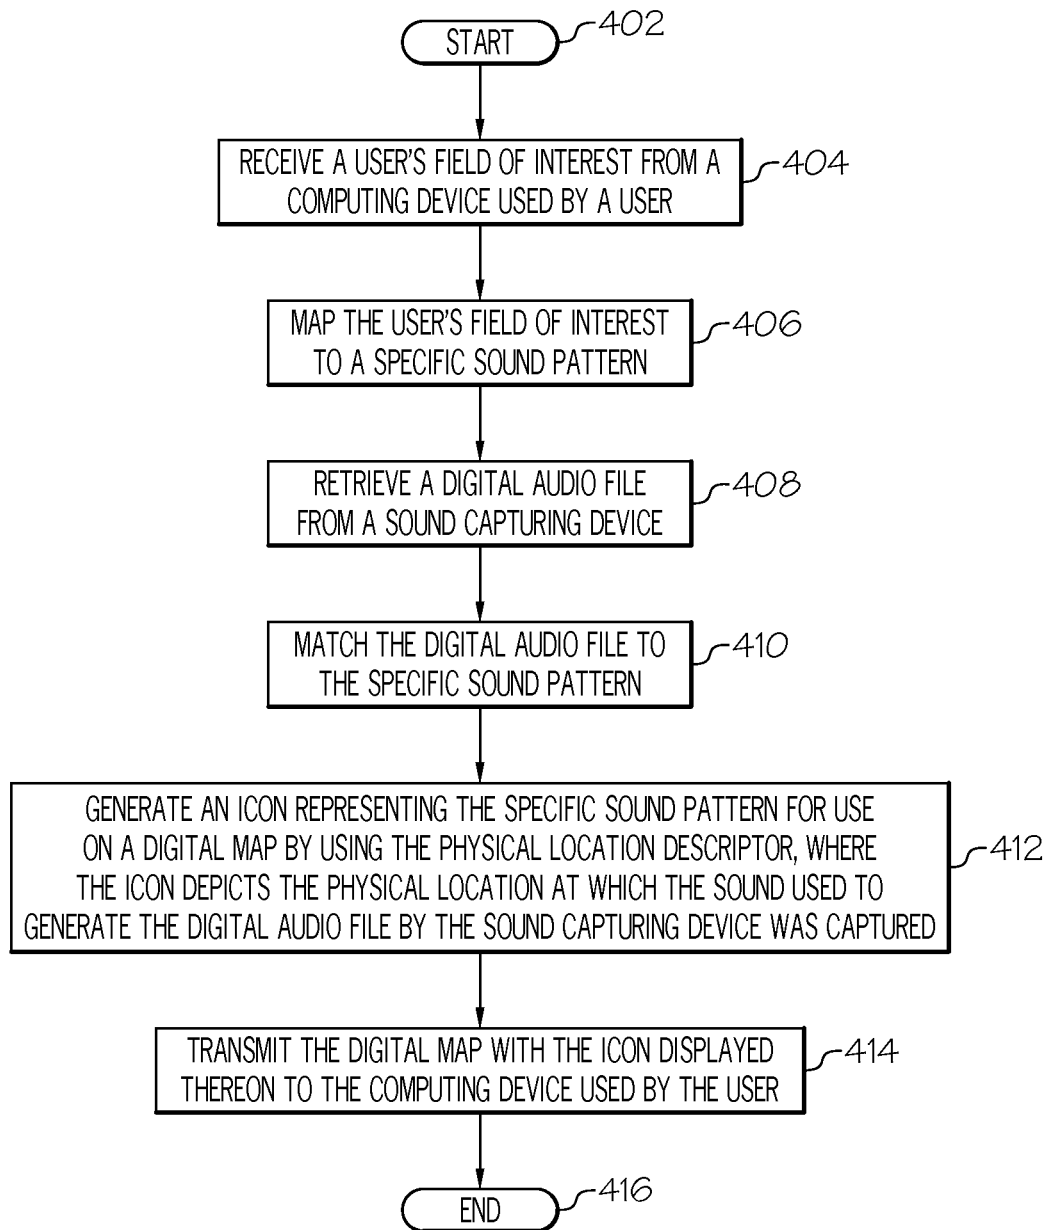 START
402
RECEIVE A USER'S FIELD OF INTEREST FROM A
COMPUTING DEVICE USED BY A USER
404
MAP THE USER'S FIELD OF INTEREST
TO A SPECIFIC SOUND PATTERN
406
RETRIEVE A DIGITAL AUDIO FILE
FROM A SOUND CAPTURING DEVICE
408
MATCH THE DIGITAL AUDIO FILE TO
THE SPECIFIC SOUND PATTERN
410
GENERATE AN ICON REPRESENTING THE SPECIFIC SOUND PATTERN FOR USE
ON A DIGITAL MAP BY USING THE PHYSICAL LOCATION DESCRIPTOR, WHERE
THE ICON DEPICTS THE PHYSICAL LOCATION AT WHICH THE SOUND USED TO
GENERATE THE DIGITAL AUDIO FILE BY THE SOUND CAPTURING DEVICE WAS CAPTURED
412
TRANSMIT THE DIGITAL MAP WITH THE ICON DISPLAYED
THEREON TO THE COMPUTING DEVICE USED BY THE USER
414
END
416